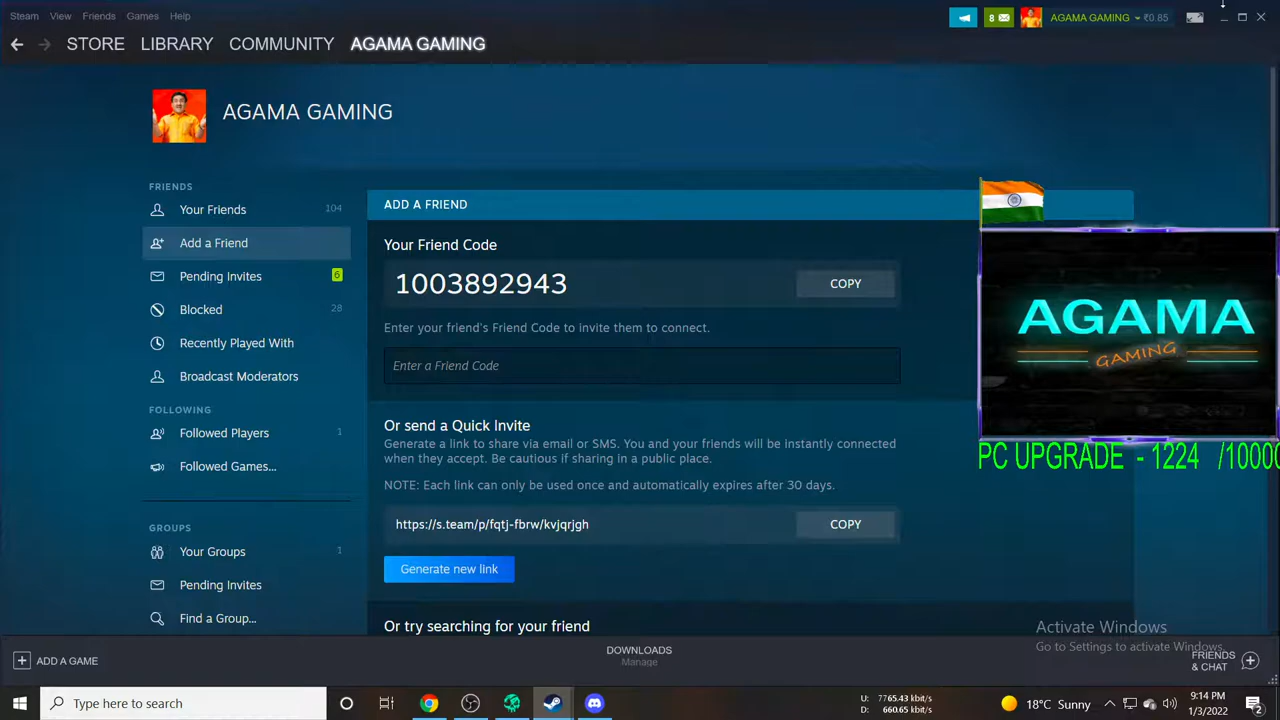 Steam View Friends Games Help
8 AGAMA GAMING ₹0.85
STORE LIBRARY COMMUNITY AGAMA GAMING
AGAMA GAMING
FRIENDS
Your Friends 104
Add a Friend
Pending Invites 6
Blocked 28
Recently Played With
Broadcast Moderators
FOLLOWING
Followed Players 1
Followed Games...
GROUPS
Your Groups 1
Pending Invites
Find a Group...
ADD A FRIEND
Your Friend Code
1003892943 COPY
Enter your friend's Friend Code to invite them to connect.
Enter a Friend Code
Or send a Quick Invite
Generate a link to share via email or SMS. You and your friends will be instantly connected
when they accept. Be cautious if sharing in a public place.
NOTE: Each link can only be used once and automatically expires after 30 days.
https://s.team/p/fqtj-fbrw/kvjqrjgh COPY
Generate new link
Or try searching for your friend
AGAMA
GAMING
PC UPGRADE - 1224 /10000
Activate Windows
Go to Settings to activate Windows.
ADD A GAME
DOWNLOADS
Manage
FRIENDS
& CHAT
Type here to search
U: 7765.43 kbit/s
D: 660.65 kbit/s
18°C Sunny
9:14 PM
1/3/2022
2